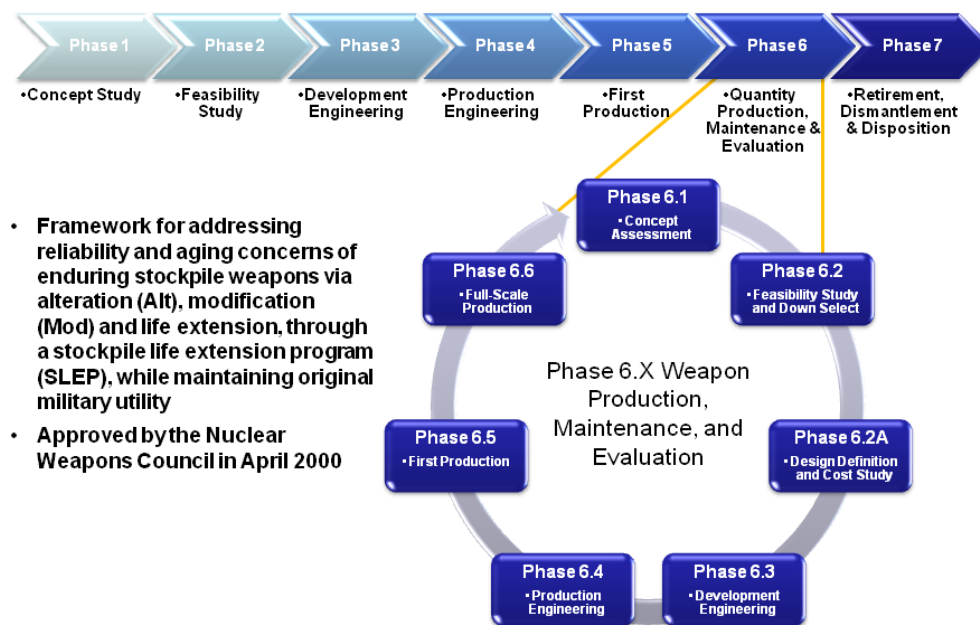 Phase 1
Phase 2
Phase 3
Phase 4
Phase 5
Phase 6
Phase 7
•Concept Study
•Feasibility
Study
•Development
Engineering
•Production
Engineering
•First
Production
•Quantity
Production,
Maintenance &
Evaluation
•Retirement,
Dismantlement
& Disposition
• Framework for addressing
reliability and aging concerns of
enduring stockpile weapons via
alteration (Alt), modification
(Mod) and life extension, through
a stockpile life extension program
(SLEP), while maintaining original
military utility
• Approved by the Nuclear
Weapons Council in April 2000
Phase 6.1
•Concept
Assessment
Phase 6.2
•Feasibility Study
and Down Select
Phase 6.2A
•Design Definition
and Cost Study
Phase 6.3
•Development
Engineering
Phase 6.4
•Production
Engineering
Phase 6.5
•First Production
Phase 6.6
•Full-Scale
Production
Phase 6.X Weapon
Production,
Maintenance, and
Evaluation